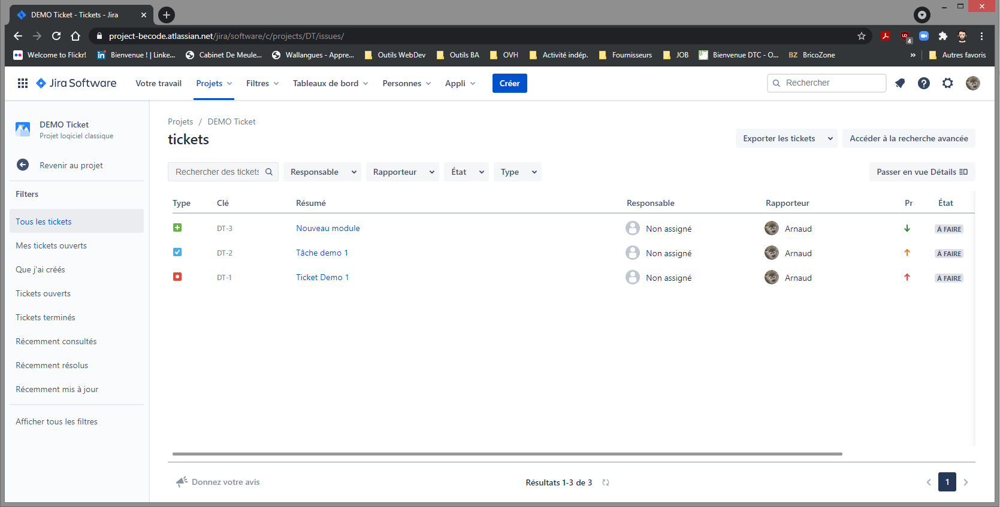 DEMO Ticket - Tickets - Jira
project-becode.atlassian.net/jira/software/c/projects/DT/issues/
4
Welcome to Flickr! Bienvenue ! | Linke... Cabinet De Meule... Wallangues - Appre... Outils WebDev Outils BA OVH Activité indép. Fournisseurs JOB Bienvenue DTC - O... BZ BricoZone » Autres favoris
Jira Software Votre travail Projets Filtres Tableaux de bord Personnes Appli Créer Rechercher
DEMO Ticket
Projet logiciel classique
Revenir au projet
Filters
Tous les tickets
Mes tickets ouverts
Que j'ai créés
Tickets ouverts
Tickets terminés
Récemment consultés
Récemment résolus
Récemment mis à jour
Afficher tous les filtres
Projets / DEMO Ticket
tickets
Exporter les tickets Accéder à la recherche avancée
Rechercher des tickets Responsable Rapporteur État Type Passer en vue Détails
Type Clé Résumé Responsable Rapporteur Pr État
DT-3 Nouveau module Non assigné Arnaud À FAIRE
DT-2 Tâche demo 1 Non assigné Arnaud À FAIRE
DT-1 Ticket Demo 1 Non assigné Arnaud À FAIRE
Donnez votre avis Résultats 1-3 de 3 1